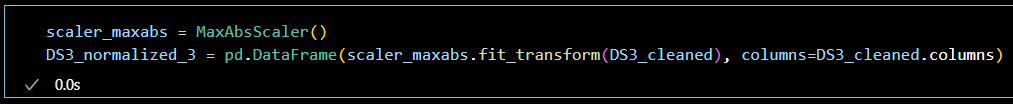 scaler_maxabs = MaxAbsScaler()
DS3_normalized_3 = pd.DataFrame(scaler_maxabs.fit_transform(DS3_cleaned), columns=DS3_cleaned.columns)
✓ 0.0s